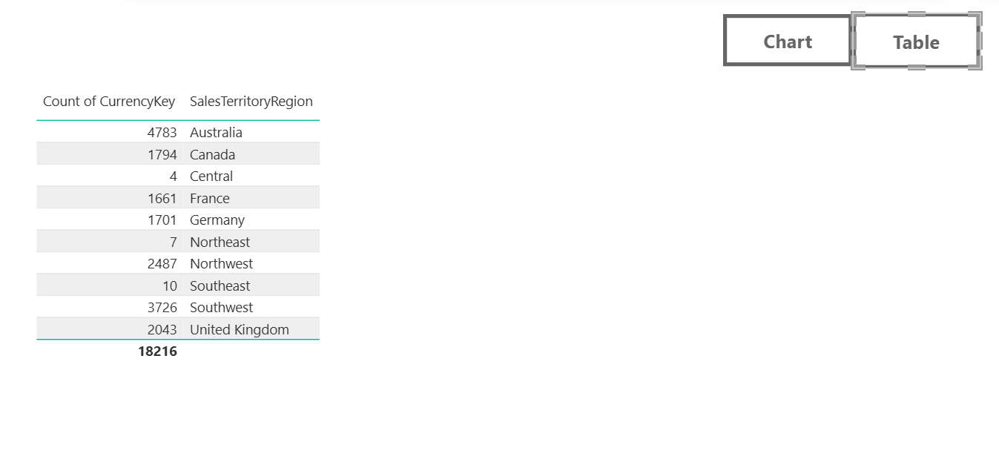 Chart Table
Count of CurrencyKey SalesTerritoryRegion
4783 Australia
1794 Canada
4 Central
1661 France
1701 Germany
7 Northeast
2487 Northwest
10 Southeast
3726 Southwest
2043 United Kingdom
18216